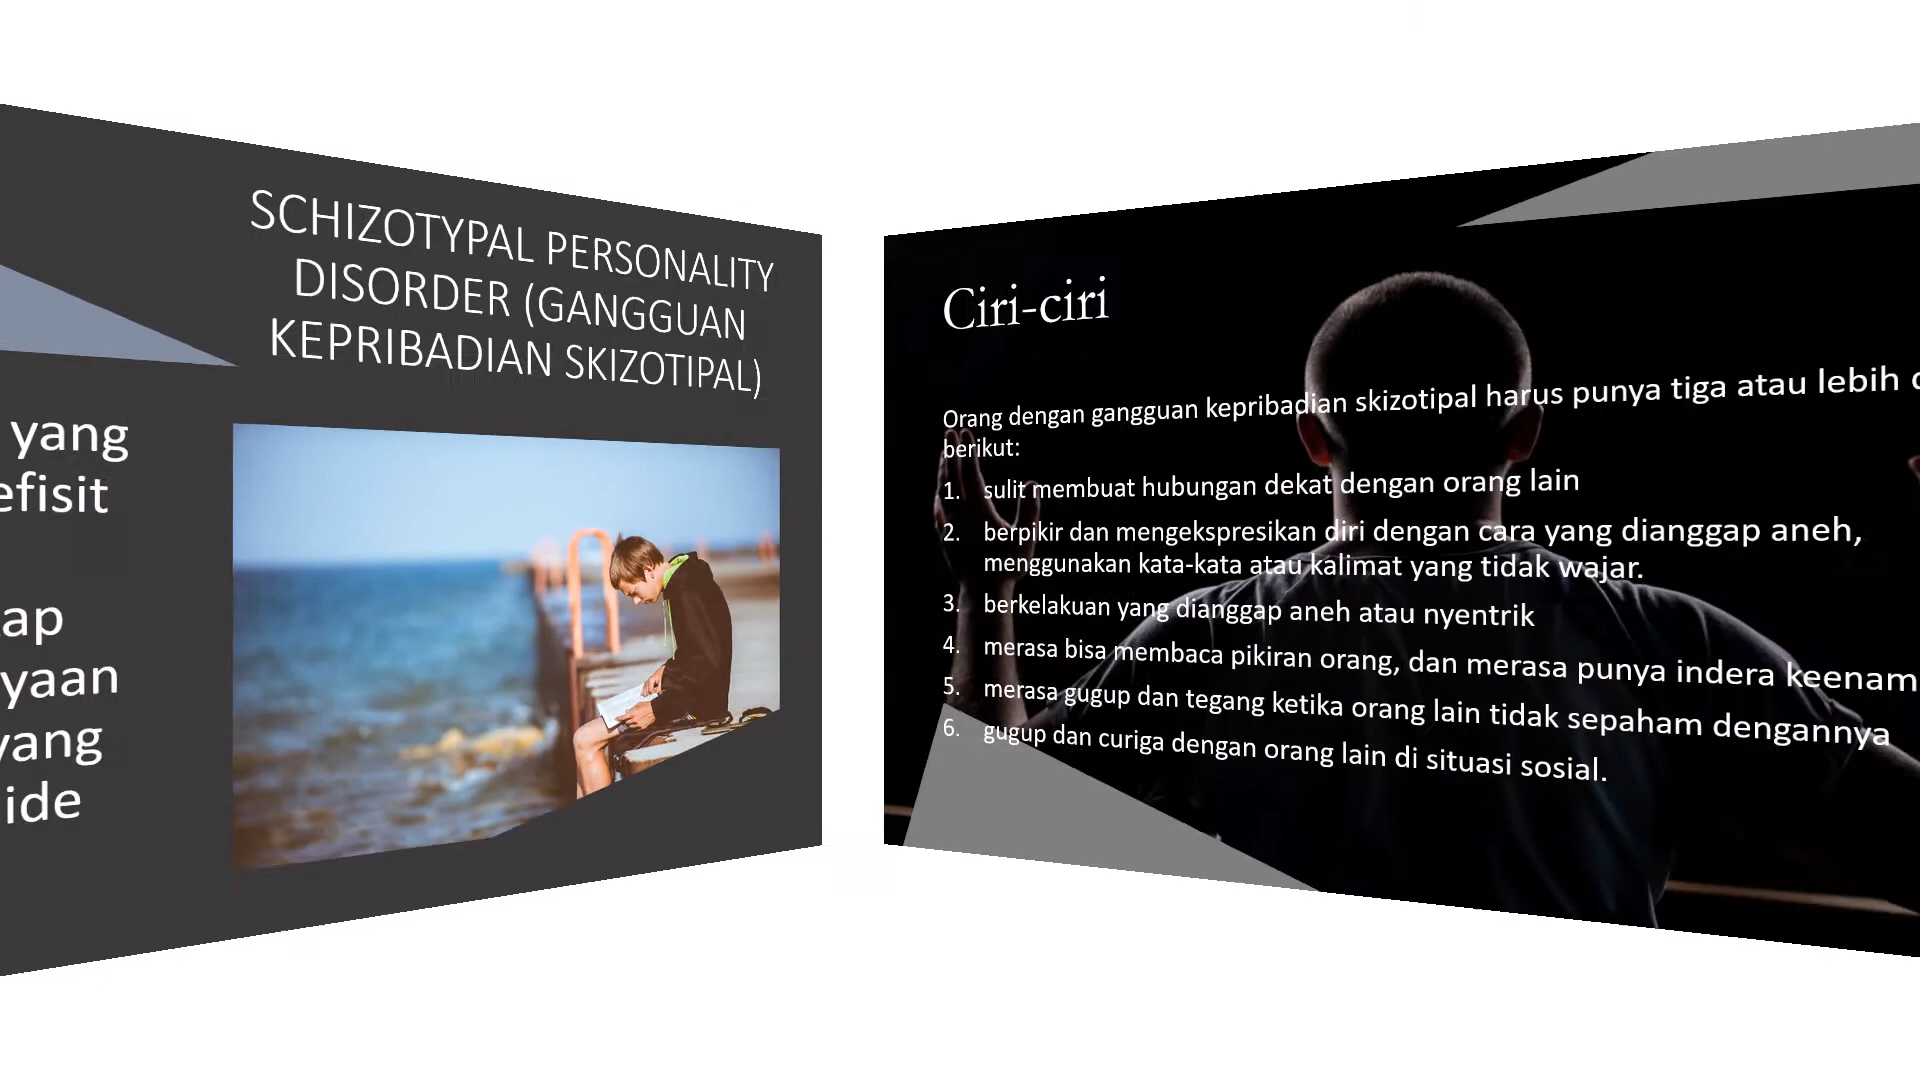 SCHIZOTYPAL PERSONALITY
DISORDER (GANGGUAN
KEPRIBADIAN SKIZOTIPAL)
yang
ap
yang
ide
Ciri-ciri
Orang dengan gangguan kepribadian skizotipal harus punya tiga atau lebih
berikut:
1. sulit membuat hubungan dekat dengan orang lain
2. berpikir dan mengekspresikan diri dengan cara yang dianggap aneh,
menggunakan kata-kata atau kalimat yang tidak wajar.
3. berkelakuan yang dianggap aneh atau nyentrik
4. merasa bisa membaca pikiran orang, dan merasa punya indera keenam
5. merasa gugup dan tegang ketika orang lain tidak sepaham dengannya
6. gugup dan curiga dengan orang lain di situasi sosial.